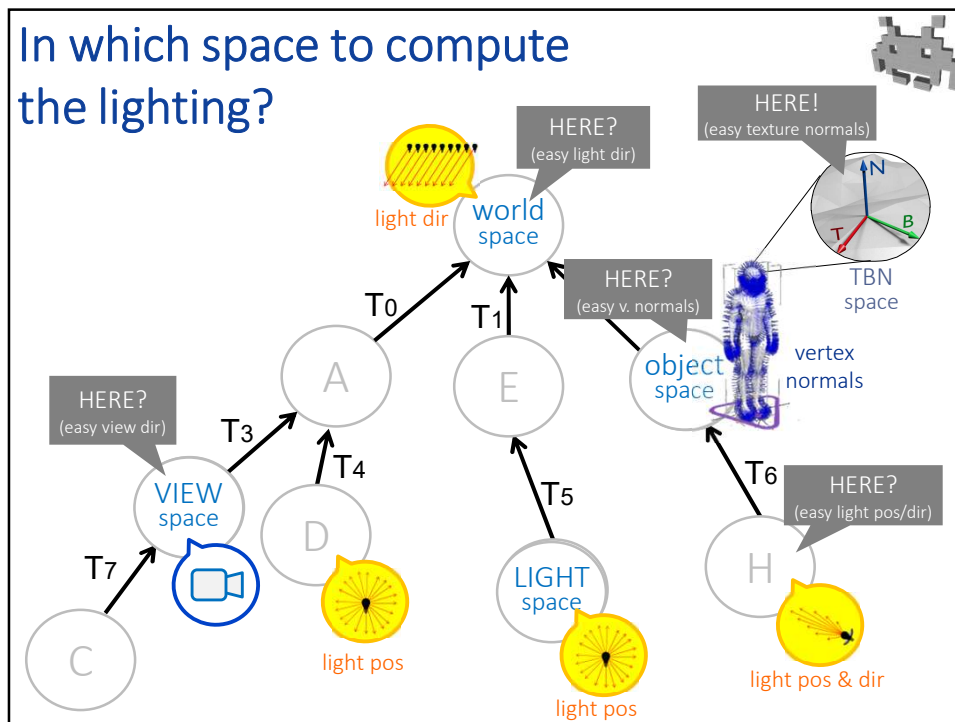 In which space to compute
the lighting?
HERE!
(easy texture normals)
HERE?
(easy light dir)
N
B
T
light dir
world
space
TBN
space
T0
T1
HERE?
(easy v. normals)
A
E
object
space
vertex
normals
HERE?
(easy view dir)
T3
T4
T6
VIEW
space
D
T5
HERE?
(easy light pos/dir)
T7
LIGHT
space
H
C
light pos
light pos
light pos & dir